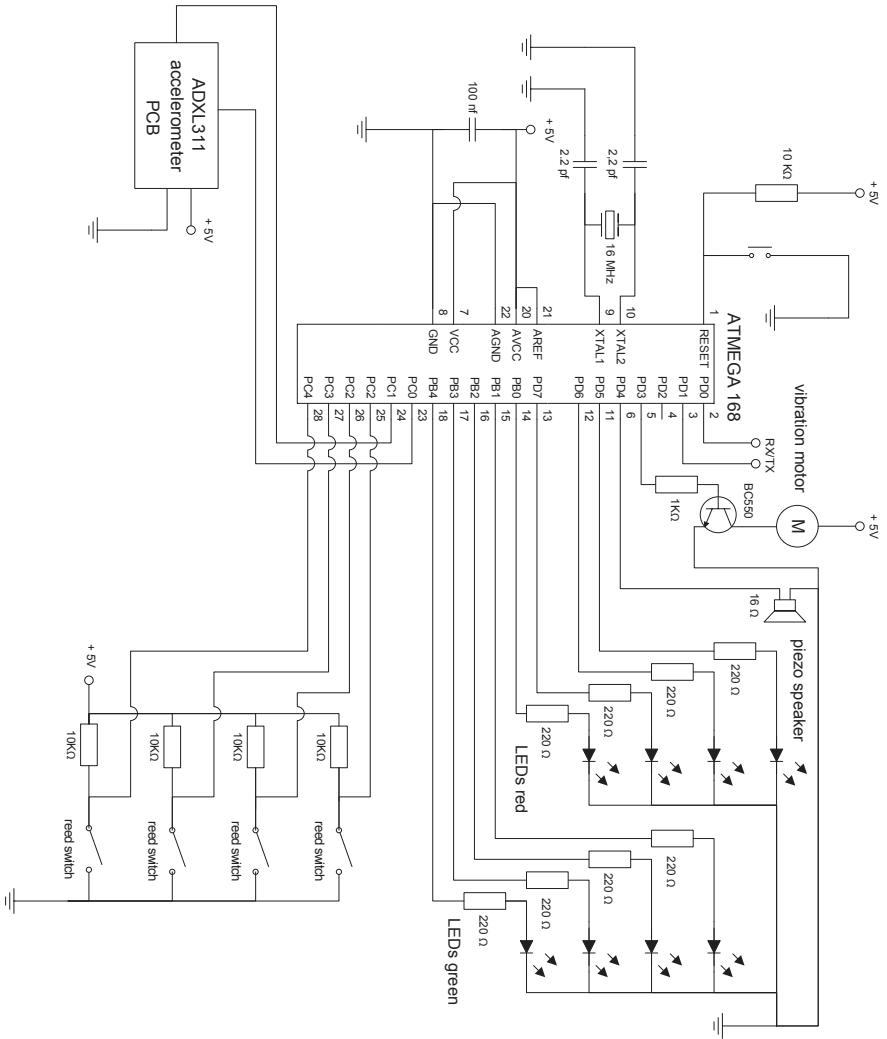 ADXL311
accelerometer
PCB
+ 5V
100 nf
+ 5V
2.2 pf
2.2 pf
16 MHz
10 KΩ
+ 5V
ATMEGA 168
8
7
22
20
21
9
10
1
GND
VCC
AGND
AVCC
AREF
XTAL1
XTAL2
RESET
PC4
PC3
PC2
PC2
PC1
PC0
PB4
PB3
PB2
PB1
PB0
PD7
PD6
PD5
PD4
PD3
PD2
PD1
PD0
28
27
26
25
24
23
18
17
16
15
14
13
12
11
6
5
4
3
2
RX/TX
vibration motor
+ 5V
M
BC550
1KΩ
16 Ω
piezo speaker
220 Ω
220 Ω
220 Ω
220 Ω
LEDs red
220 Ω
220 Ω
220 Ω
220 Ω
LEDs green
+ 5V
10KΩ
10KΩ
10KΩ
10KΩ
reed switch
reed switch
reed switch
reed switch